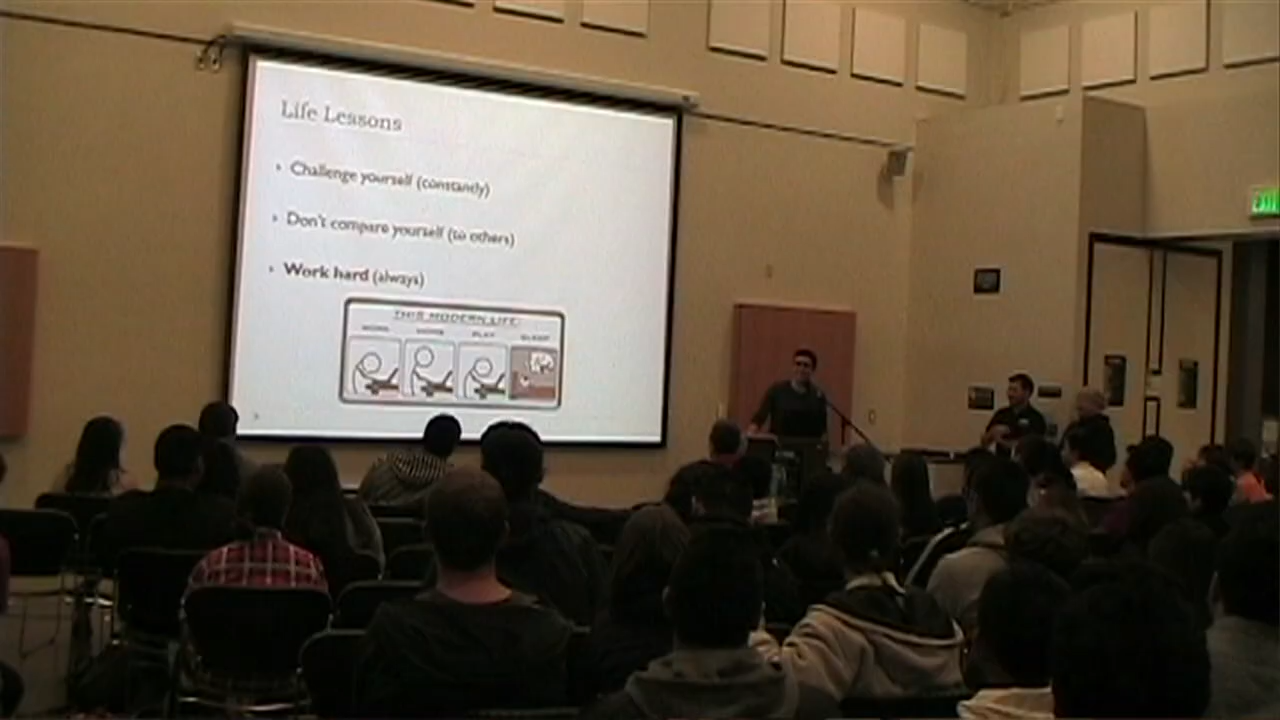 Life Lessons
Challenge yourself (constantly)
Don't compare yourself (to others)
Work hard (always)
THIS MODERN LIFE
WORK HOME PLAY SLEEP
EXIT